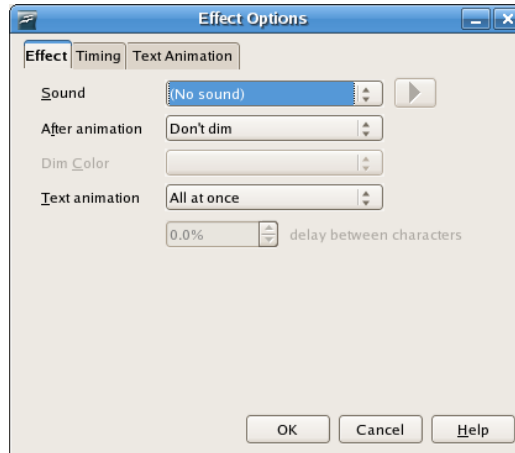 Effect Options
Effect Timing Text Animation
Sound (No sound)
After animation Don't dim
Dim Color
Text animation All at once
0.0% delay between characters
OK Cancel Help